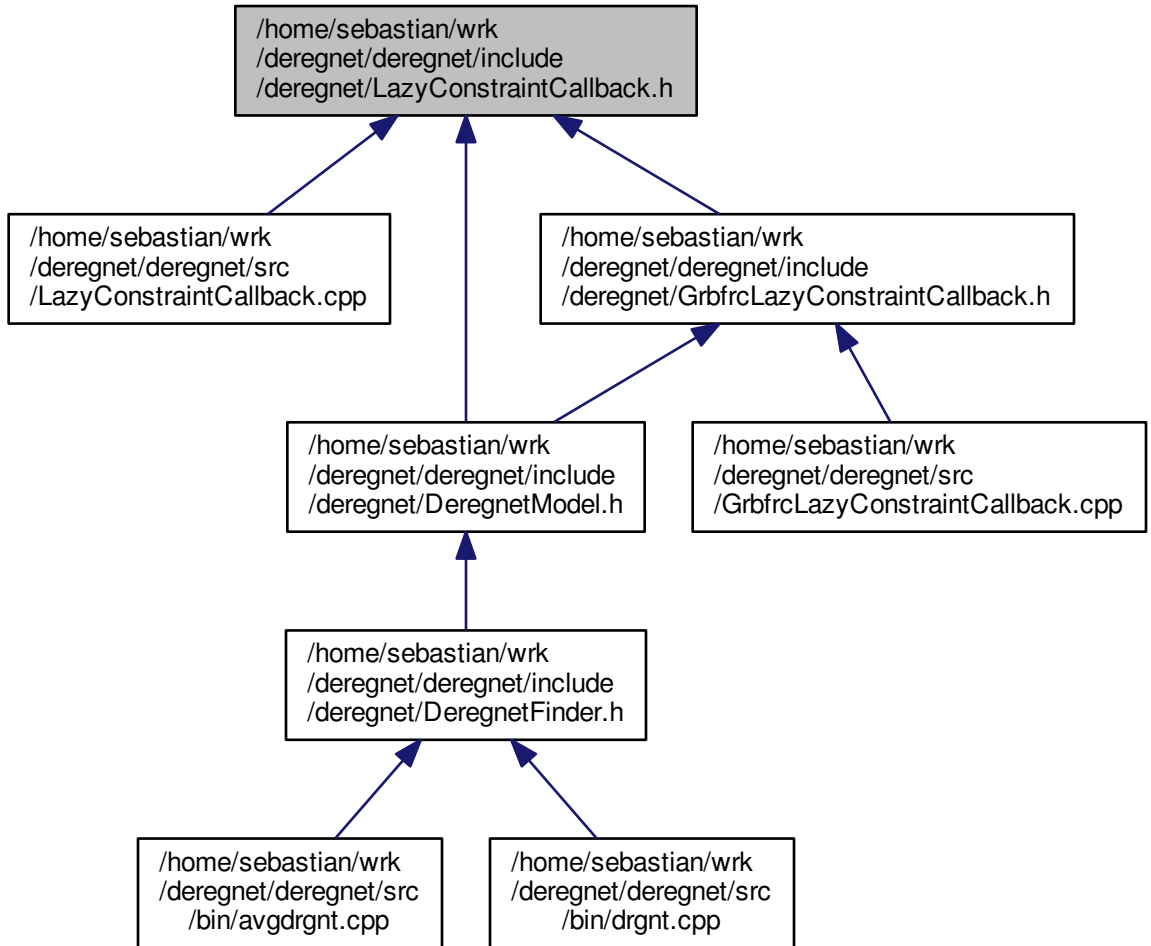 /home/sebastian/wrk
/deregnet/deregnet/include
/deregnet/LazyConstraintCallback.h
/home/sebastian/wrk
/deregnet/deregnet/src
/LazyConstraintCallback.cpp
/home/sebastian/wrk
/deregnet/deregnet/include
/deregnet/GrbfrcLazyConstraintCallback.h
/home/sebastian/wrk
/deregnet/deregnet/include
/deregnet/DeregnetModel.h
/home/sebastian/wrk
/deregnet/deregnet/src
/GrbfrcLazyConstraintCallback.cpp
/home/sebastian/wrk
/deregnet/deregnet/include
/deregnet/DeregnetFinder.h
/home/sebastian/wrk
/deregnet/deregnet/src
/bin/avgdrgnt.cpp
/home/sebastian/wrk
/deregnet/deregnet/src
/bin/drgnt.cpp